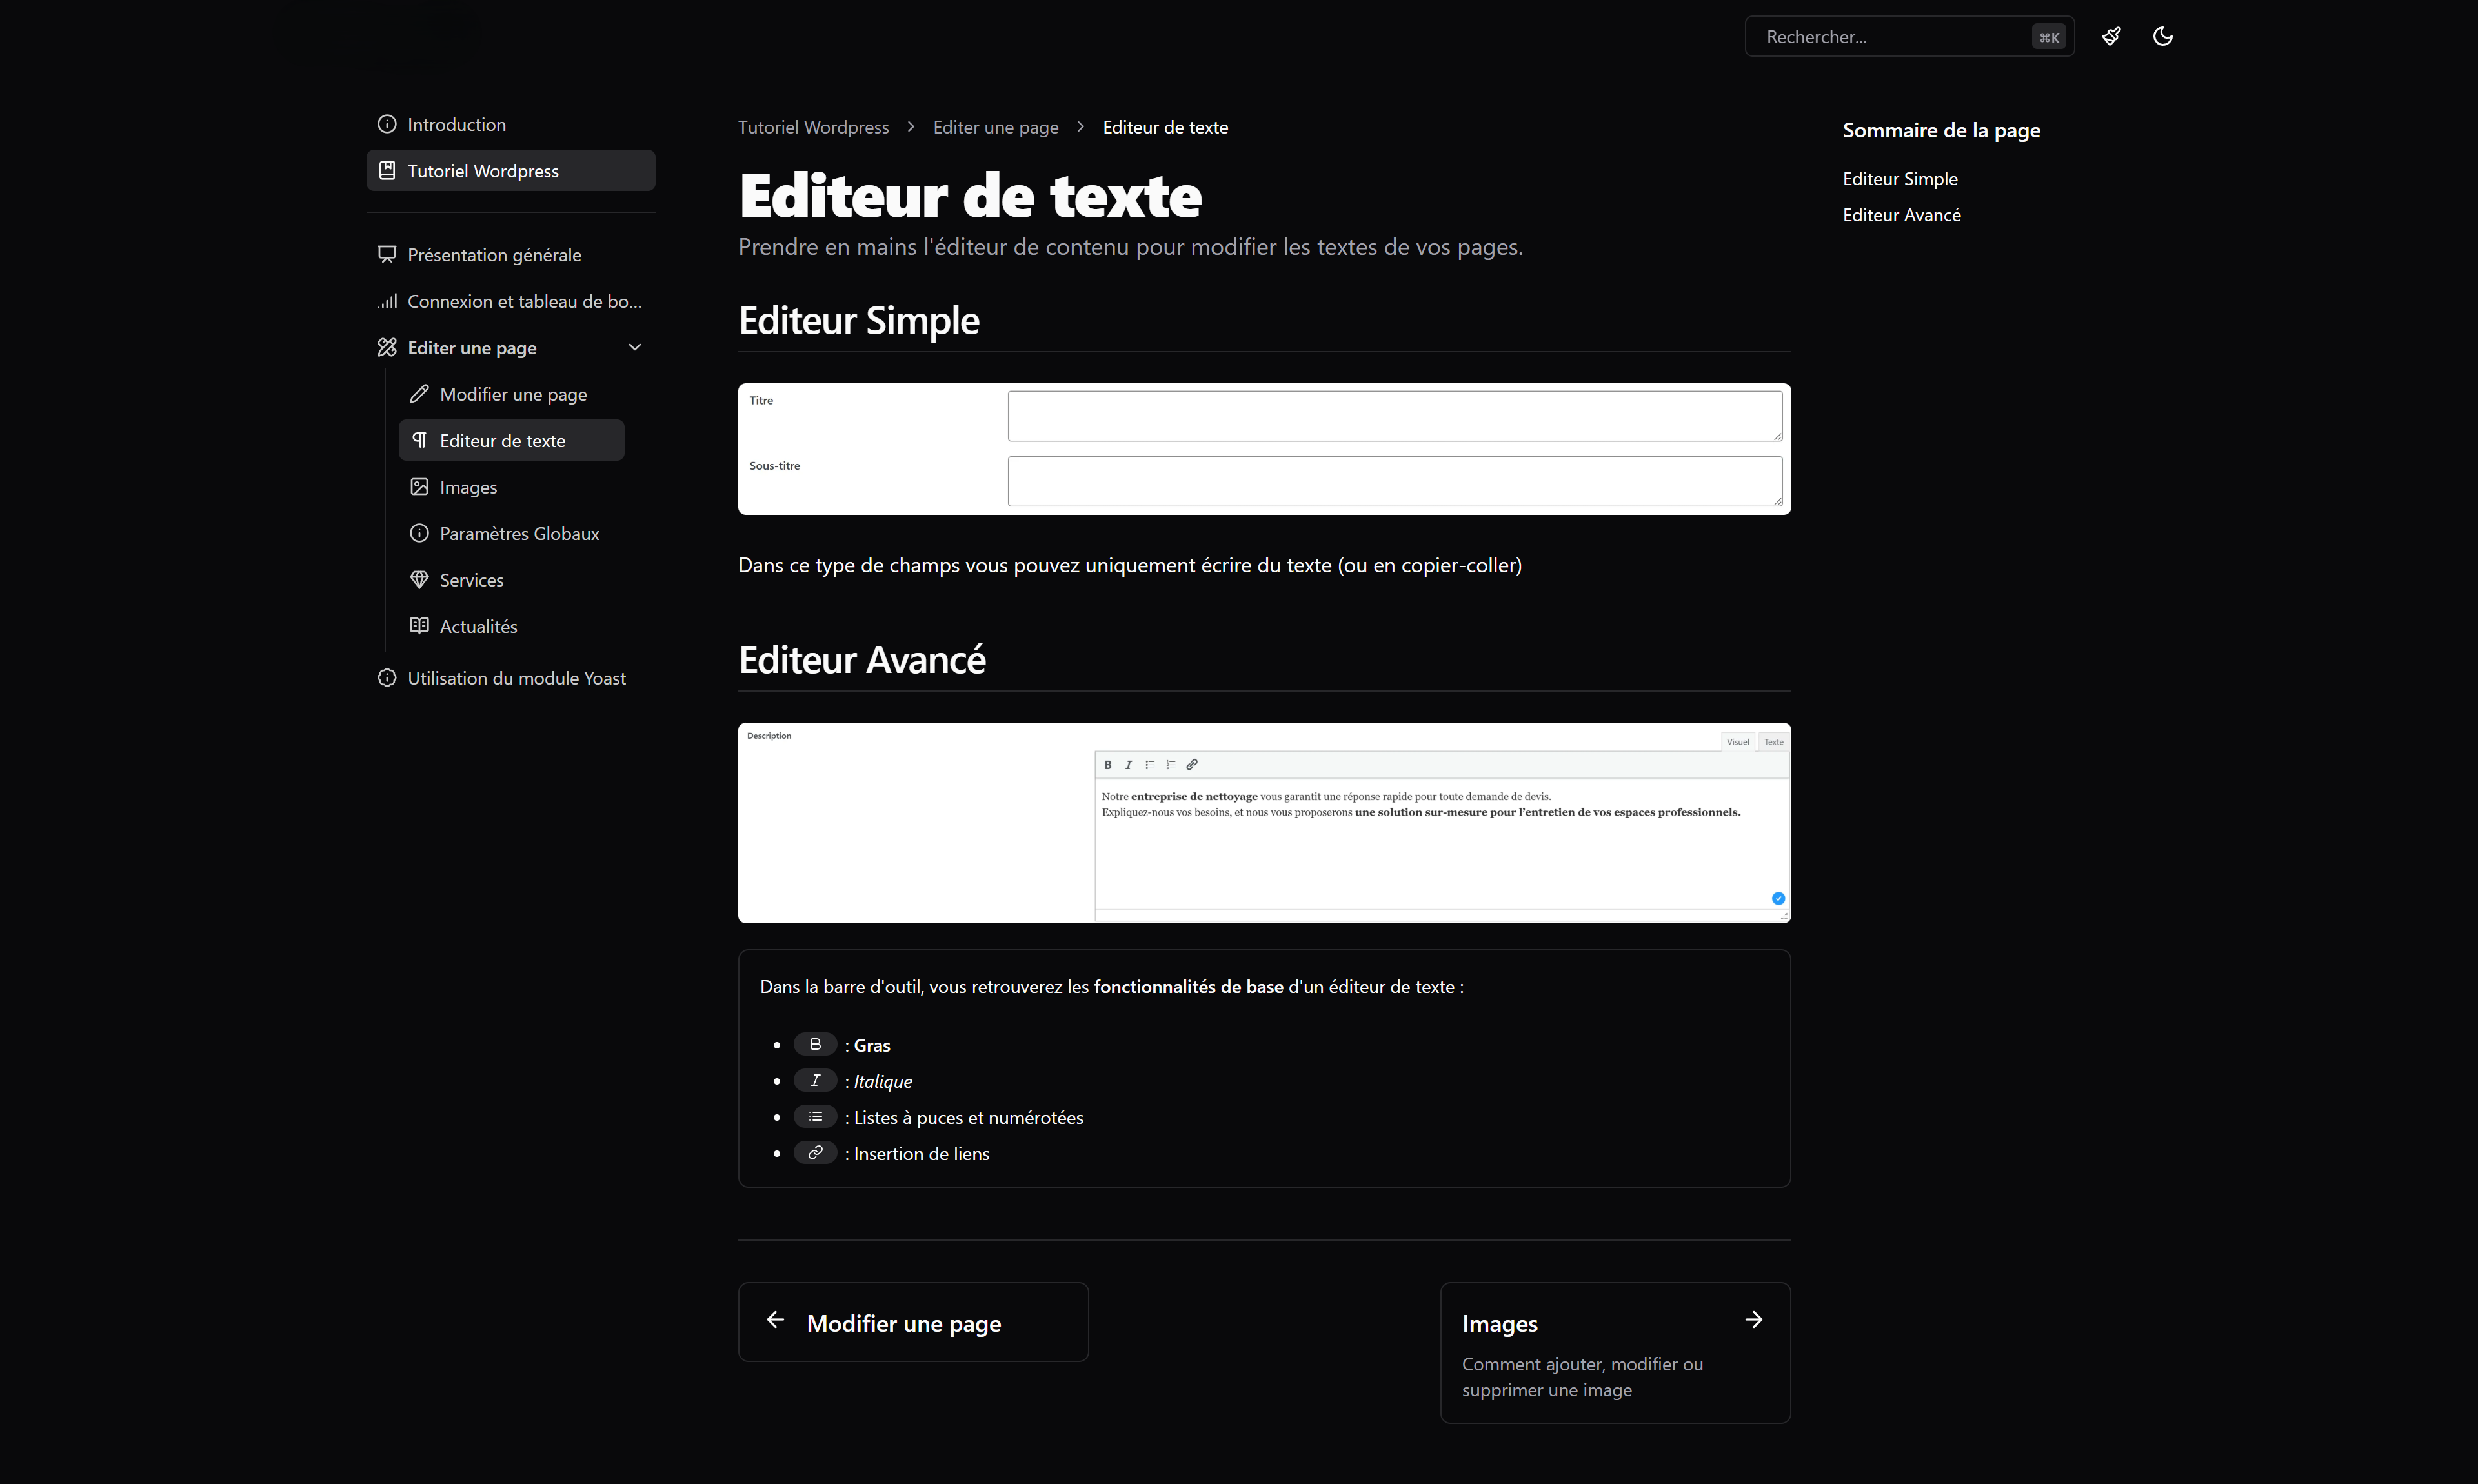 Rechercher...
⌘K
Introduction
Tutoriel Wordpress
Présentation générale
Connexion et tableau de bo...
Editer une page
Modifier une page
Editeur de texte
Images
Paramètres Globaux
Services
Actualités
Utilisation du module Yoast
Tutoriel Wordpress > Editer une page > Editeur de texte
Editeur de texte
Prendre en mains l'éditeur de contenu pour modifier les textes de vos pages.
Editeur Simple
Titre
Sous-titre
Dans ce type de champs vous pouvez uniquement écrire du texte (ou en copier-coller)
Editeur Avancé
Description
Visuel Texte
B I
Notre entreprise de nettoyage vous garantit une réponse rapide pour toute demande de devis.
Expliquez-nous vos besoins, et nous vous proposerons une solution sur-mesure pour l'entretien de vos espaces professionnels.
Dans la barre d'outil, vous retrouverez les fonctionnalités de base d'un éditeur de texte :
• B : Gras
• I : Italique
• : Listes à puces et numérotées
• : Insertion de liens
Modifier une page
Images
Comment ajouter, modifier ou
supprimer une image
Sommaire de la page
Editeur Simple
Editeur Avancé